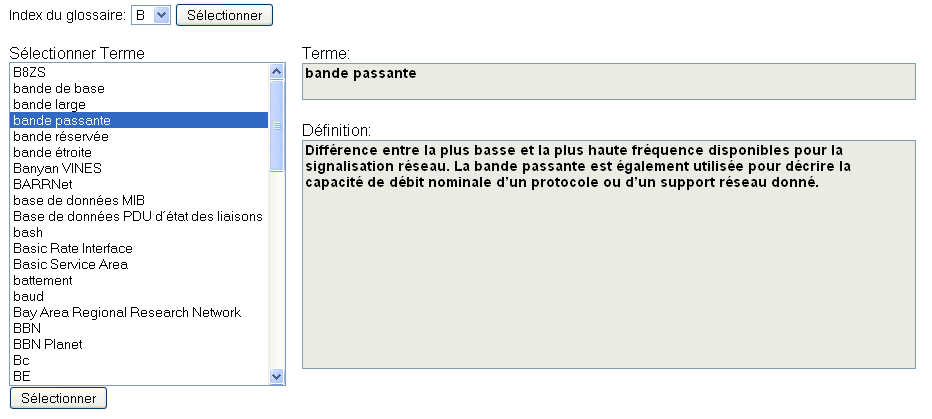 Index du glossaire: B Sélectionner
Sélectionner Terme
B8ZS
bande de base
bande large
bande passante
bande réservée
bande étroite
Banyan VINES
BARRNet
base de données MIB
Base de données PDU d´état des liaisons
bash
Basic Rate Interface
Basic Service Area
battement
baud
Bay Area Regional Research Network
BBN
BBN Planet
Bc
BE
Sélectionner
Terme:
bande passante
Définition:
Différence entre la plus basse et la plus haute fréquence disponibles pour la
signalisation réseau. La bande passante est également utilisée pour décrire la
capacité de débit nominale d’un protocole ou d’un support réseau donné.